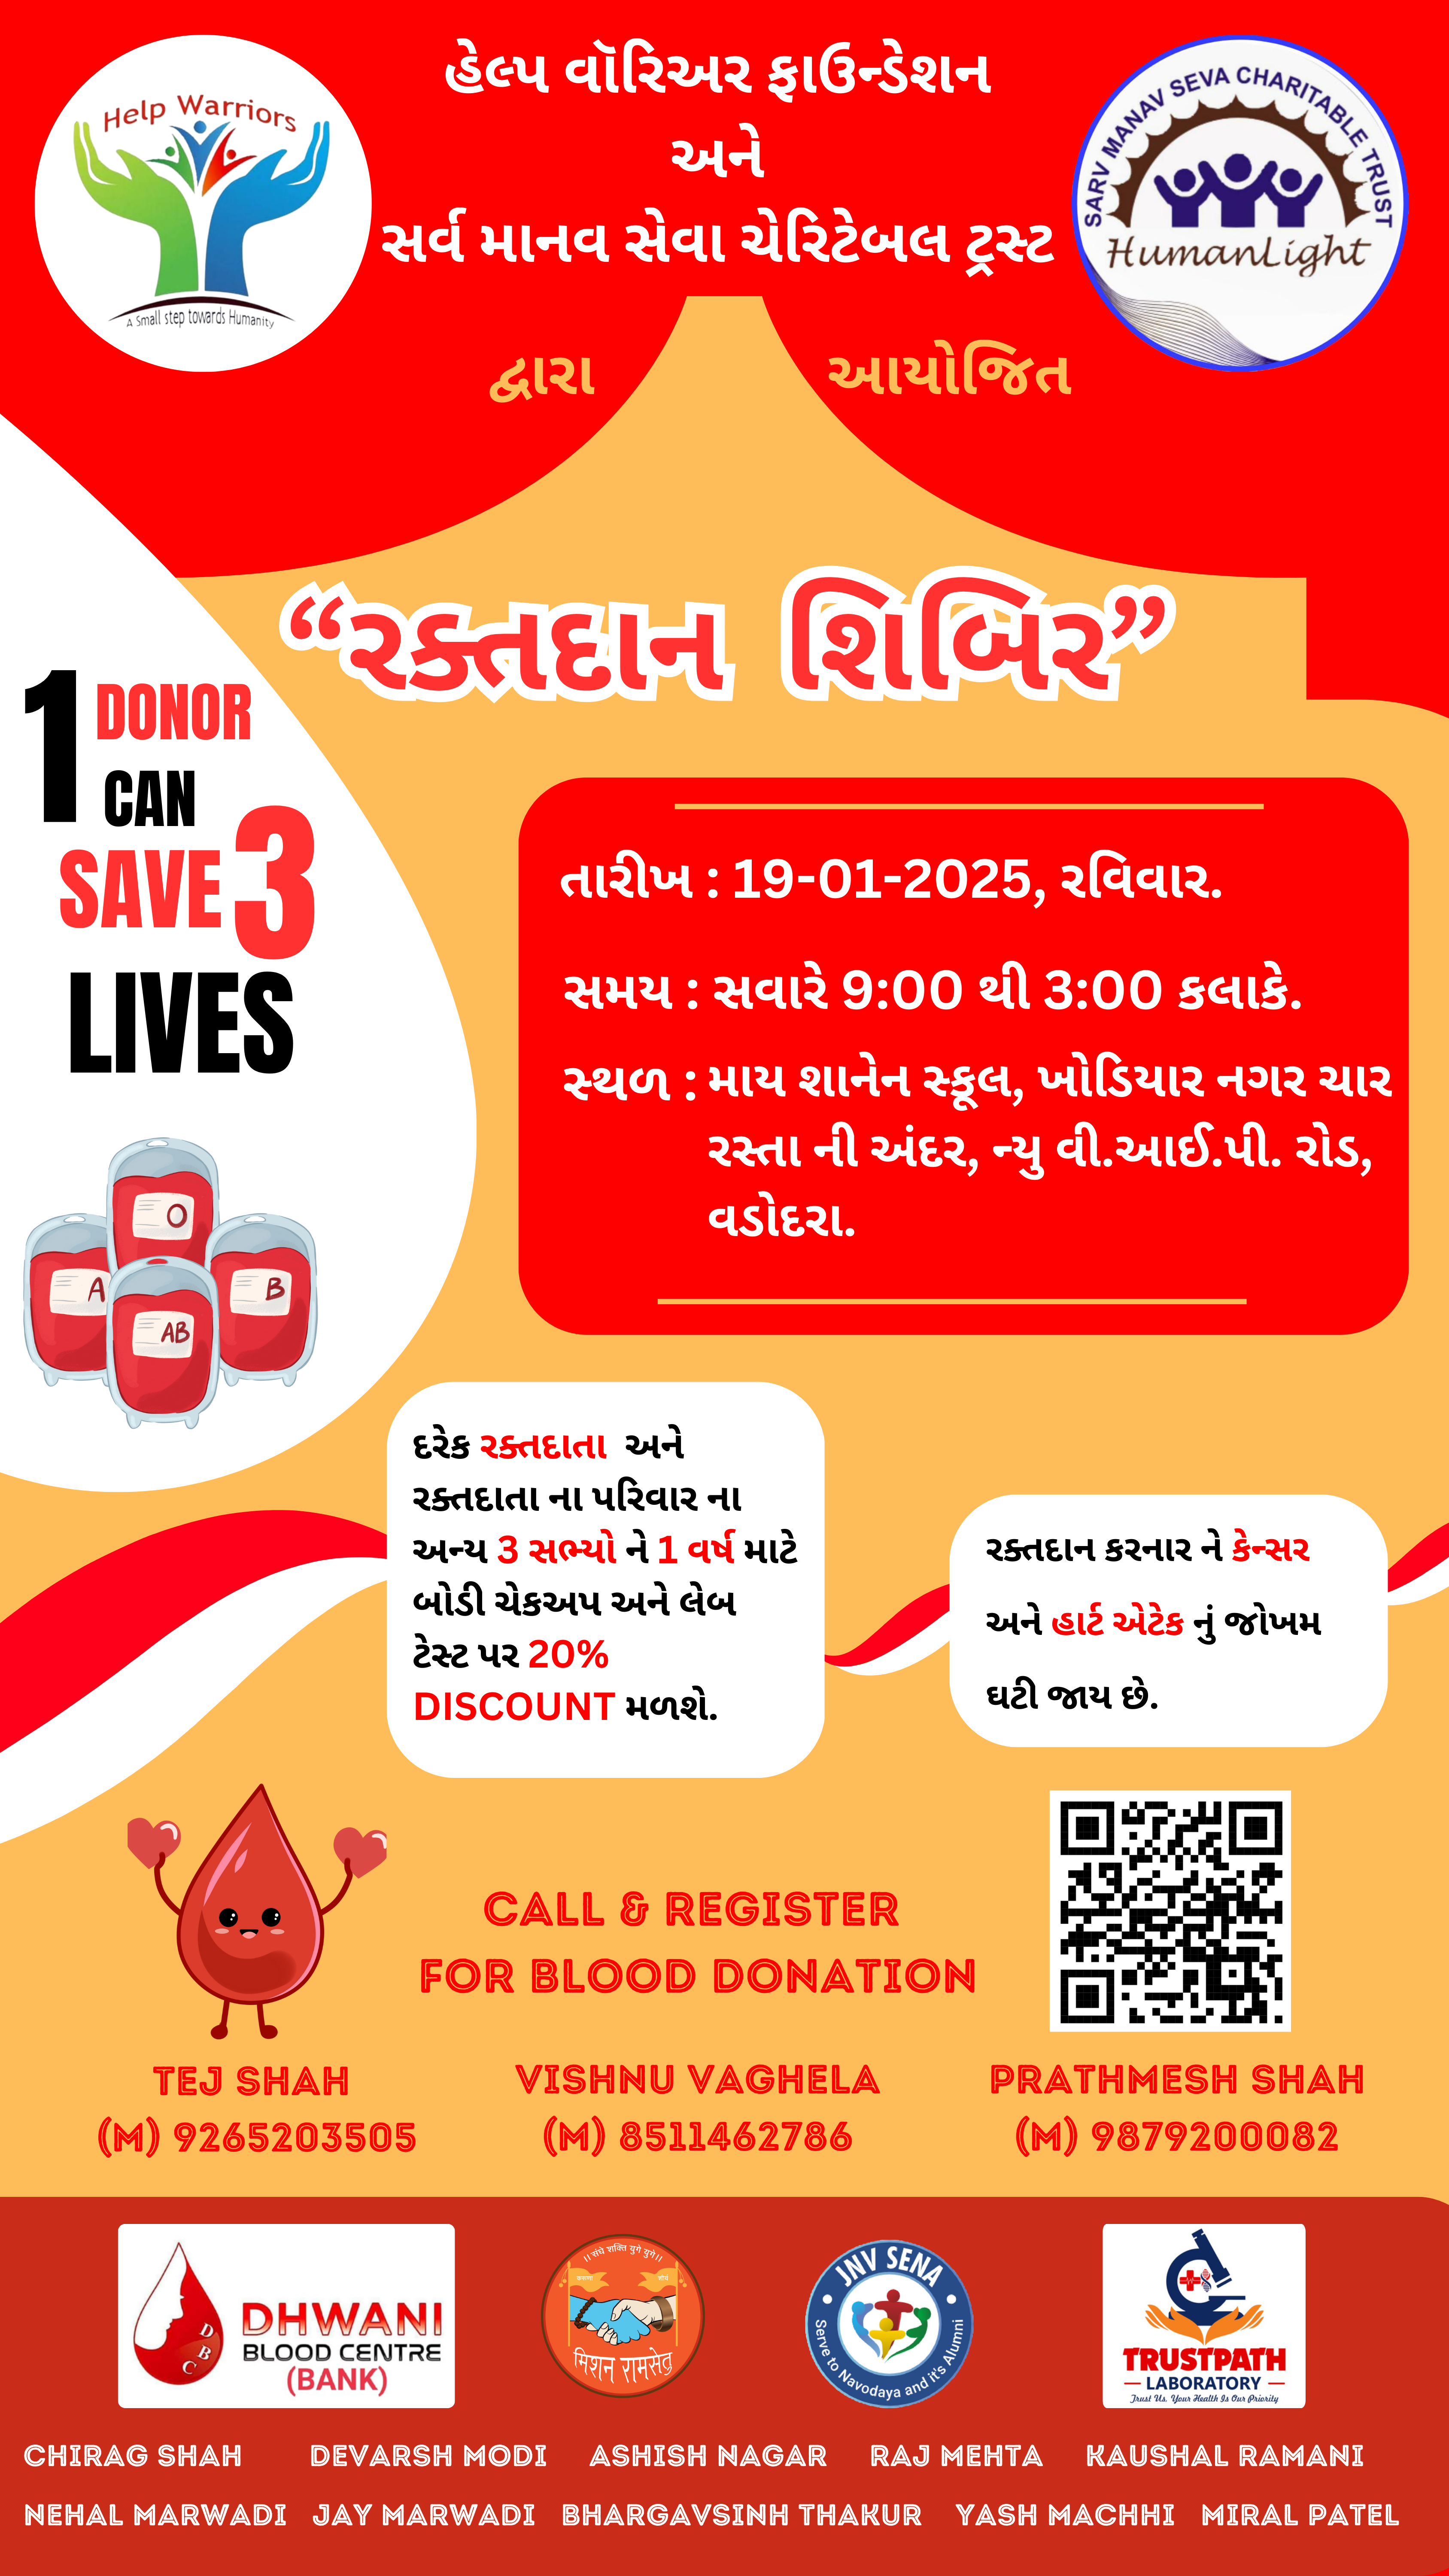 Help Warriors
A Small step towards Humanity
હેલ્પ વૉરિઅર ફાઉન્ડેશન
અને
સર્વ માનવ સેવા ચેરિટેબલ ટ્રસ્ટ
SARV MANAV SEVA CHARITABLE TRUST
HumanLight
દ્વારા આયોજિત
“રક્તદાન શિબિર”
1 DONOR
CAN
SAVE 3
LIVES
O
A
B
AB
તારીખ : 19-01-2025, રવિવાર.
સમય : સવારે 9:00 થી 3:00 કલાકે.
સ્થળ : માય શાનેન સ્કૂલ, ખોડિયાર નગર ચાર
રસ્તા ની અંદર, ન્યુ વી.આઈ.પી. રોડ,
વડોદરા.
દરેક રક્તદાતા અને
રક્તદાતા ના પરિવાર ના
અન્ય 3 સભ્યો ને 1 વર્ષ માટે
બોડી ચેકઅપ અને લેબ
ટેસ્ટ પર 20%
DISCOUNT મળશે.
રક્તદાન કરનાર ને કેન્સર
અને હાર્ટ એટેક નું જોખમ
ઘટી જાય છે.
CALL & REGISTER
FOR BLOOD DONATION
TEJ SHAH
(M) 9265203505
VISHNU VAGHELA
(M) 8511462786
PRATHMESH SHAH
(M) 9879200082
DBC
DHWANI
BLOOD CENTRE
(BANK)
।। संघे शक्ति युगे युगे।।
मिशन रामसेतु
JNV SENA
Serve to Navodaya and it's Alumni
TRUSTPATH
LABORATORY
Trust Us. Your Health Is Our Priority
CHIRAG SHAH DEVARSH MODI ASHISH NAGAR RAJ MEHTA KAUSHAL RAMANI
NEHAL MARWADI JAY MARWADI BHARGAVSINH THAKUR YASH MACHHI MIRAL PATEL